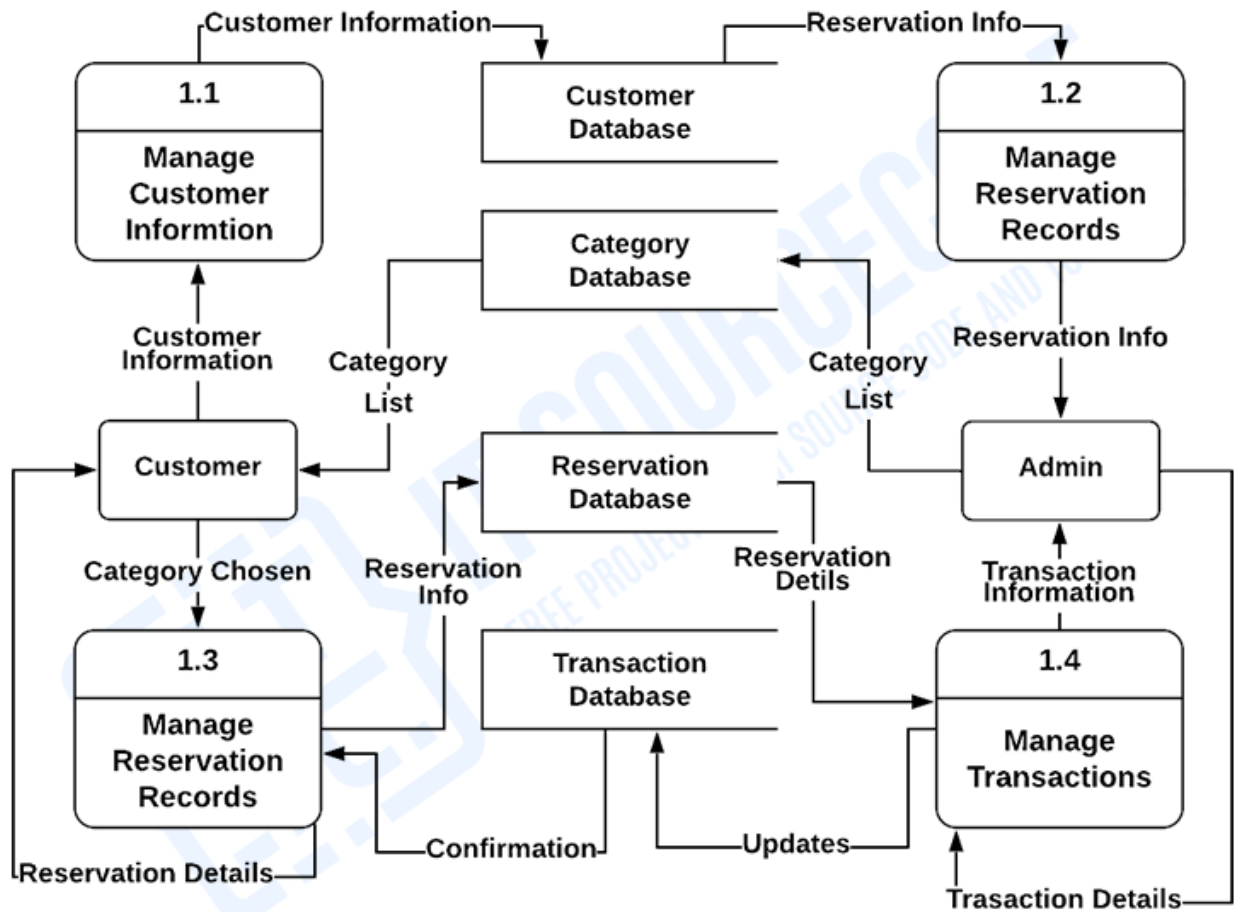 Customer Information
Reservation Info
1.1
Manage
Customer
Informtion
Customer
Database
1.2
Manage
Reservation
Records
Category
Database
Customer
Information
Category
List
Category
List
Reservation Info
Customer
Reservation
Database
Admin
Category Chosen
Reservation
Info
Reservation
Detils
Transaction
Information
1.3
Manage
Reservation
Records
Transaction
Database
1.4
Manage
Transactions
Confirmation
Updates
Reservation Details
Trasaction Details